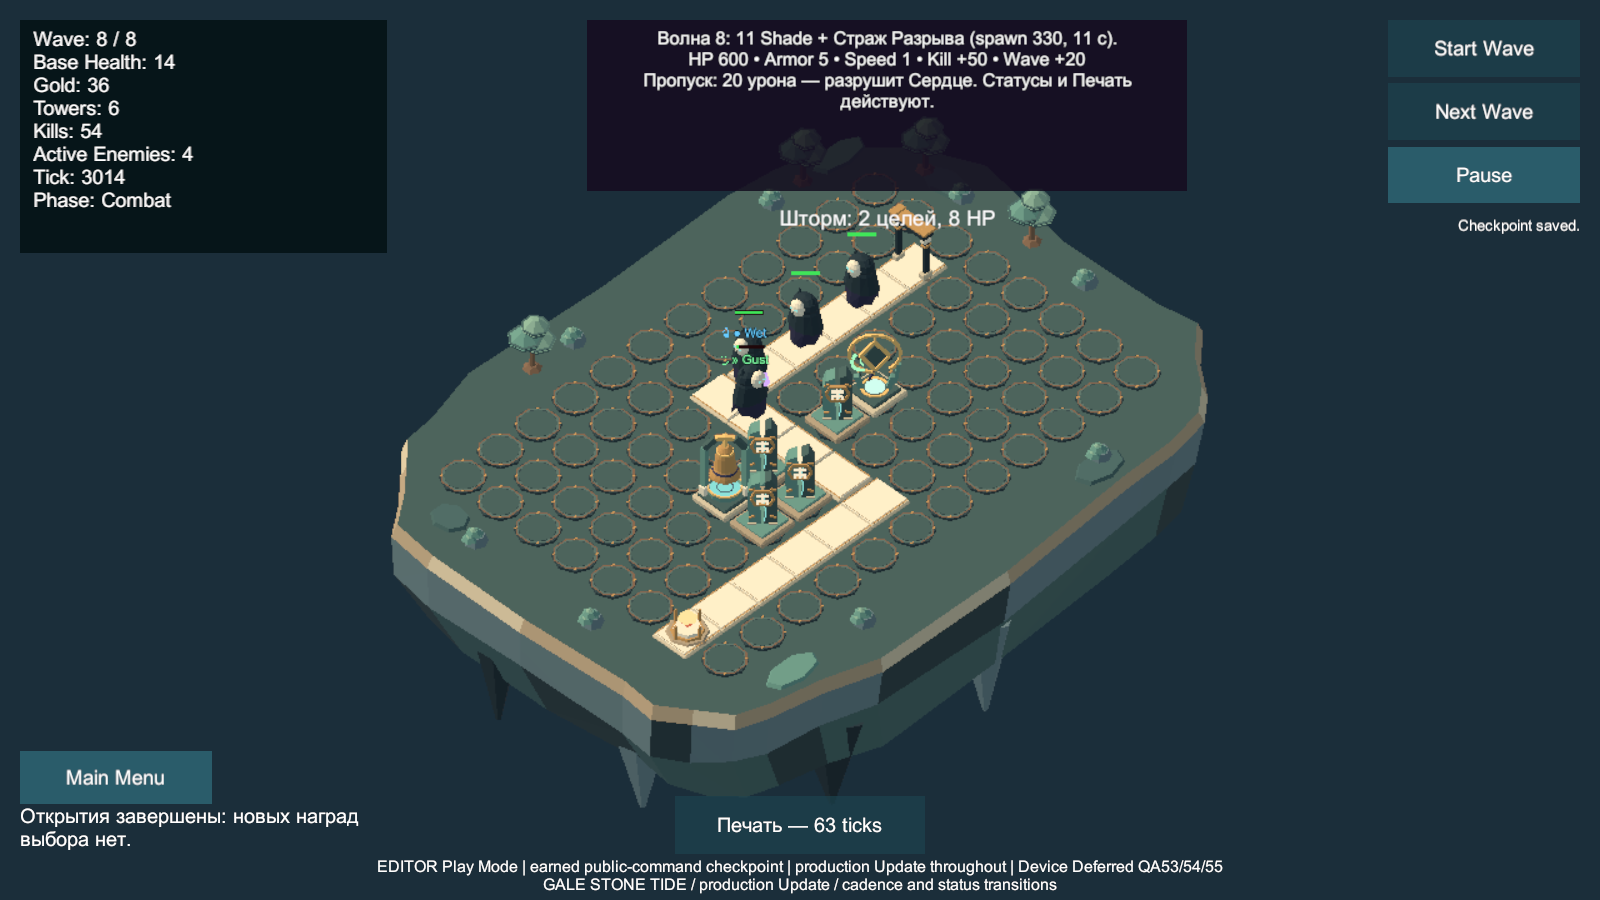 Wave: 8 / 8
Base Health: 14
Gold: 36
Towers: 6
Kills: 54
Active Enemies: 4
Tick: 3014
Phase: Combat
Волна 8: 11 Shade + Страж Разрыва (spawn 330, 11 с).
HP 600 • Armor 5 • Speed 1 • Kill +50 • Wave +20
Пропуск: 20 урона — разрушит Сердце. Статусы и Печать
действуют.
Start Wave
Next Wave
Pause
Checkpoint saved.
Шторм: 2 целей, 8 HP
• Wet
» Gust
Main Menu
Открытия завершены: новых наград
выбора нет.
Печать — 63 ticks
EDITOR Play Mode | earned public-command checkpoint | production Update throughout | Device Deferred QA53/54/55
GALE STONE TIDE / production Update / cadence and status transitions